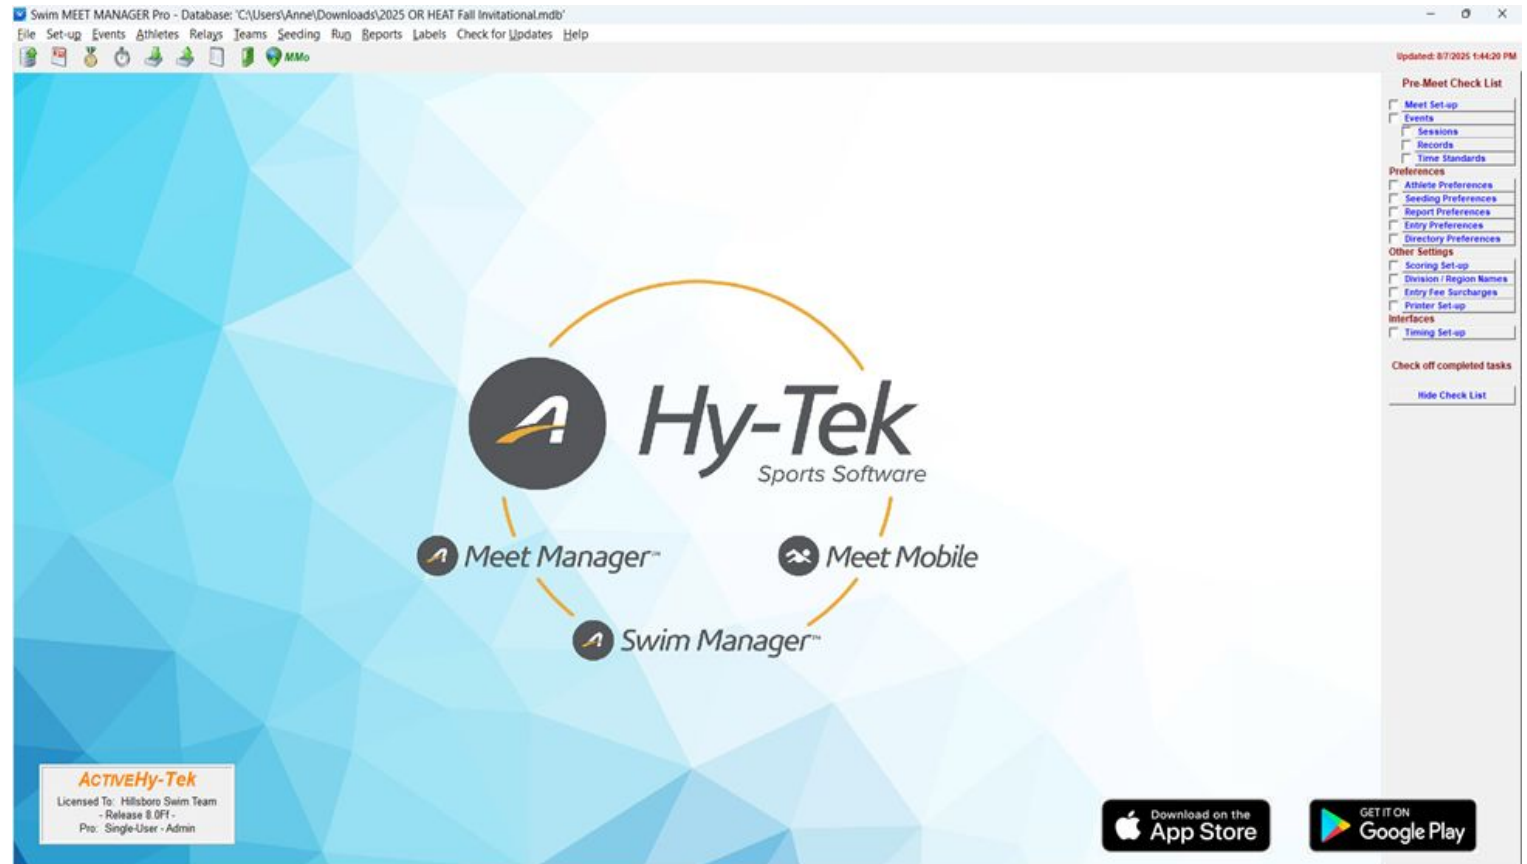 Swim MEET MANAGER Pro - Database: 'C:\Users\Anne\Downloads\2025 OR HEAT Fall Invitational.mdb'
File Set-up Events Athletes Relays Teams Seeding Run Reports Labels Check for Updates Help
MMo
Updated: 8/7/2025 1:44:20 PM
Pre-Meet Check List
Meet Set-up
Events
Sessions
Records
Time Standards
Preferences
Athlete Preferences
Seeding Preferences
Report Preferences
Entry Preferences
Directory Preferences
Other Settings
Scoring Set-up
Division / Region Names
Entry Fee Surcharges
Printer Set-up
Interfaces
Timing Set-up
Check off completed tasks
Hide Check List
Hy-Tek
Sports Software
Meet Manager™
Meet Mobile
Swim Manager™
ACTIVEHy-Tek
Licensed To: Hillsboro Swim Team
- Release 8.0Ff -
Pro: Single-User - Admin
Download on the
App Store
GET IT ON
Google Play